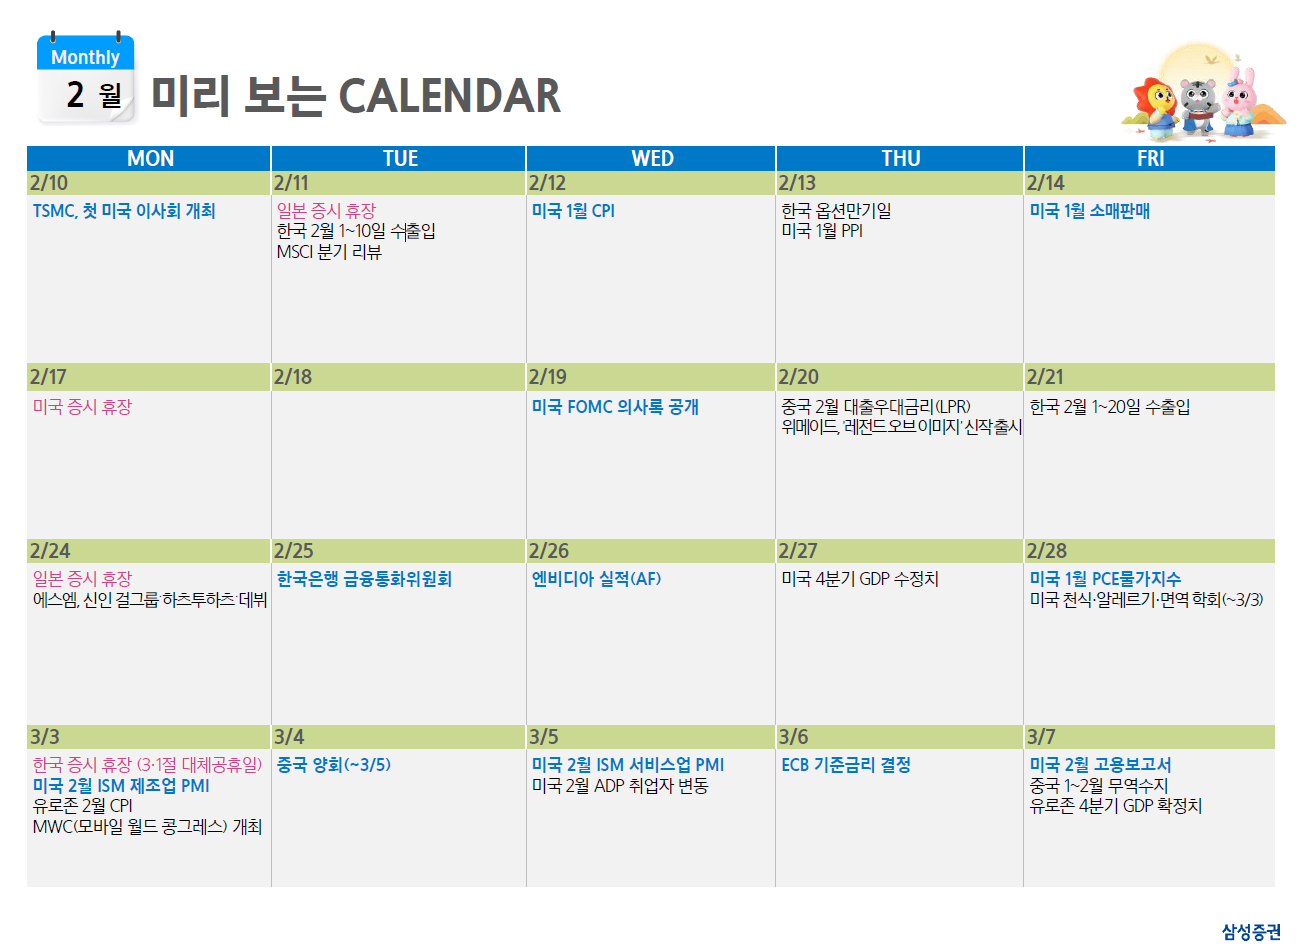 Monthly
2 월
미리 보는 CALENDAR
MON TUE WED THU FRI
2/10 2/11 2/12 2/13 2/14
TSMC, 첫 미국 이사회 개최
일본 증시 휴장
한국 2월 1~10일 수출입
MSCI 분기 리뷰
미국 1월 CPI
한국 옵션만기일
미국 1월 PPI
미국 1월 소매판매
2/17 2/18 2/19 2/20 2/21
미국 증시 휴장
미국 FOMC 의사록 공개
중국 2월 대출우대금리(LPR)
위메이드, '레전드 오브 이미지' 신작 출시
한국 2월 1~20일 수출입
2/24 2/25 2/26 2/27 2/28
일본 증시 휴장
에스엠, 신인 걸그룹 '하츠투하츠' 데뷔
한국은행 금융통화위원회
엔비디아 실적(AF)
미국 4분기 GDP 수정치
미국 1월 PCE물가지수
미국 천식·알레르기·면역 학회(~3/3)
3/3 3/4 3/5 3/6 3/7
한국 증시 휴장 (3·1절 대체공휴일)
미국 2월 ISM 제조업 PMI
유로존 2월 CPI
MWC(모바일 월드 콩그레스) 개최
중국 양회(~3/5)
미국 2월 ISM 서비스업 PMI
미국 2월 ADP 취업자 변동
ECB 기준금리 결정
미국 2월 고용보고서
중국 1~2월 무역수지
유로존 4분기 GDP 확정치
삼성증권